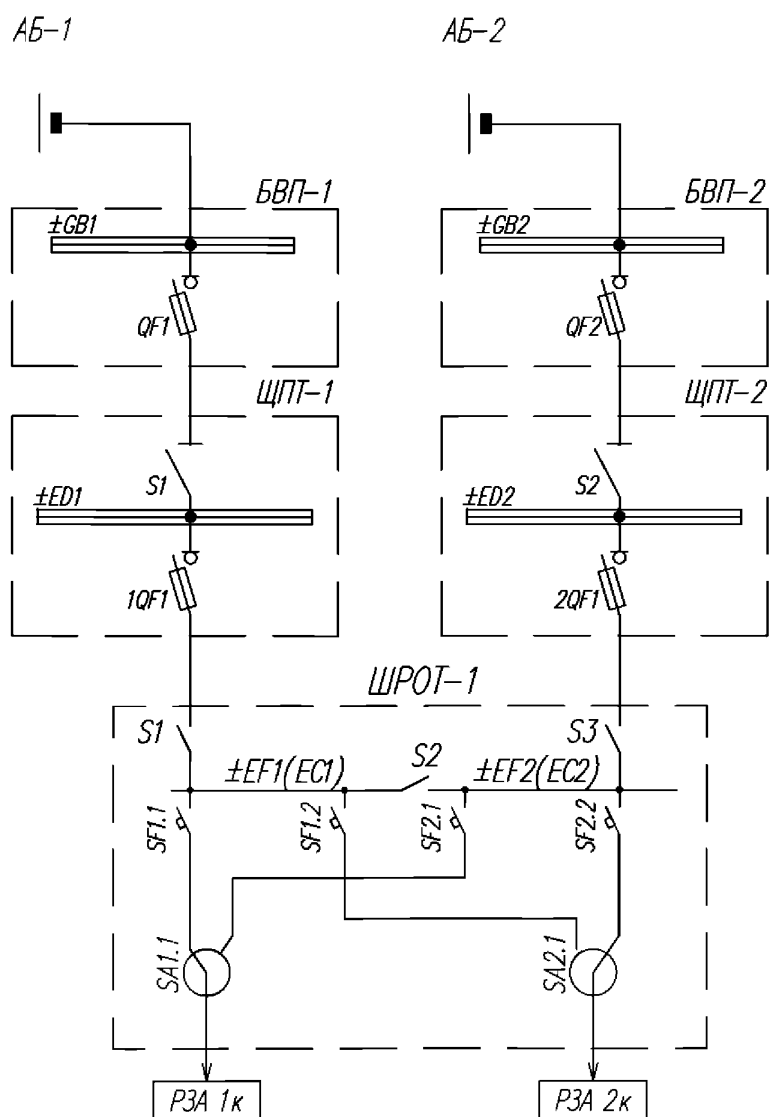 АБ-1
АБ-2
БВП-1
БВП-2
±GB1
±GB2
QF1
QF2
ЩПТ-1
ЩПТ-2
S1
S2
±ED1
±ED2
1QF1
2QF1
ШРОТ-1
S1
S2
S3
±EF1(EC1)
±EF2(EC2)
SF1.1
SF1.2
SF2.1
SF2.2
SA1.1
SA2.1
РЗА 1к
РЗА 2к